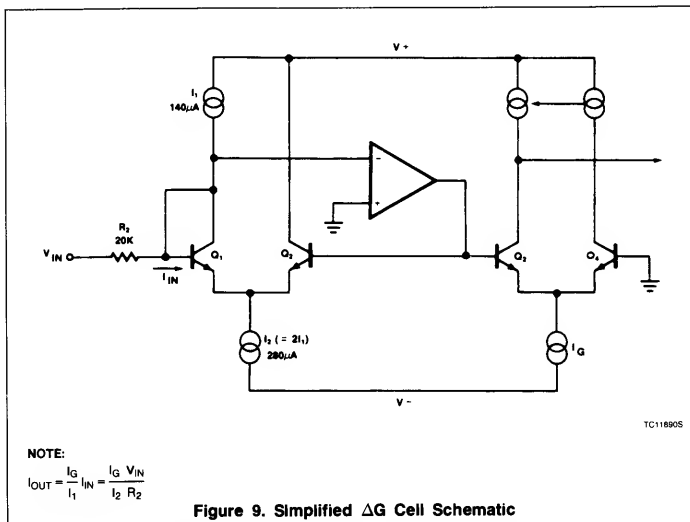 V +
I1
140µA
−
+
R2
20K
VIN
IIN
Q1
Q2
Q3
Q4
I2 (= 2I1)
280µA
IG
V −
TC11890S
NOTE:
IOUT = IG/I1 IIN = IG VIN/I2 R2
Figure 9. Simplified ΔG Cell Schematic